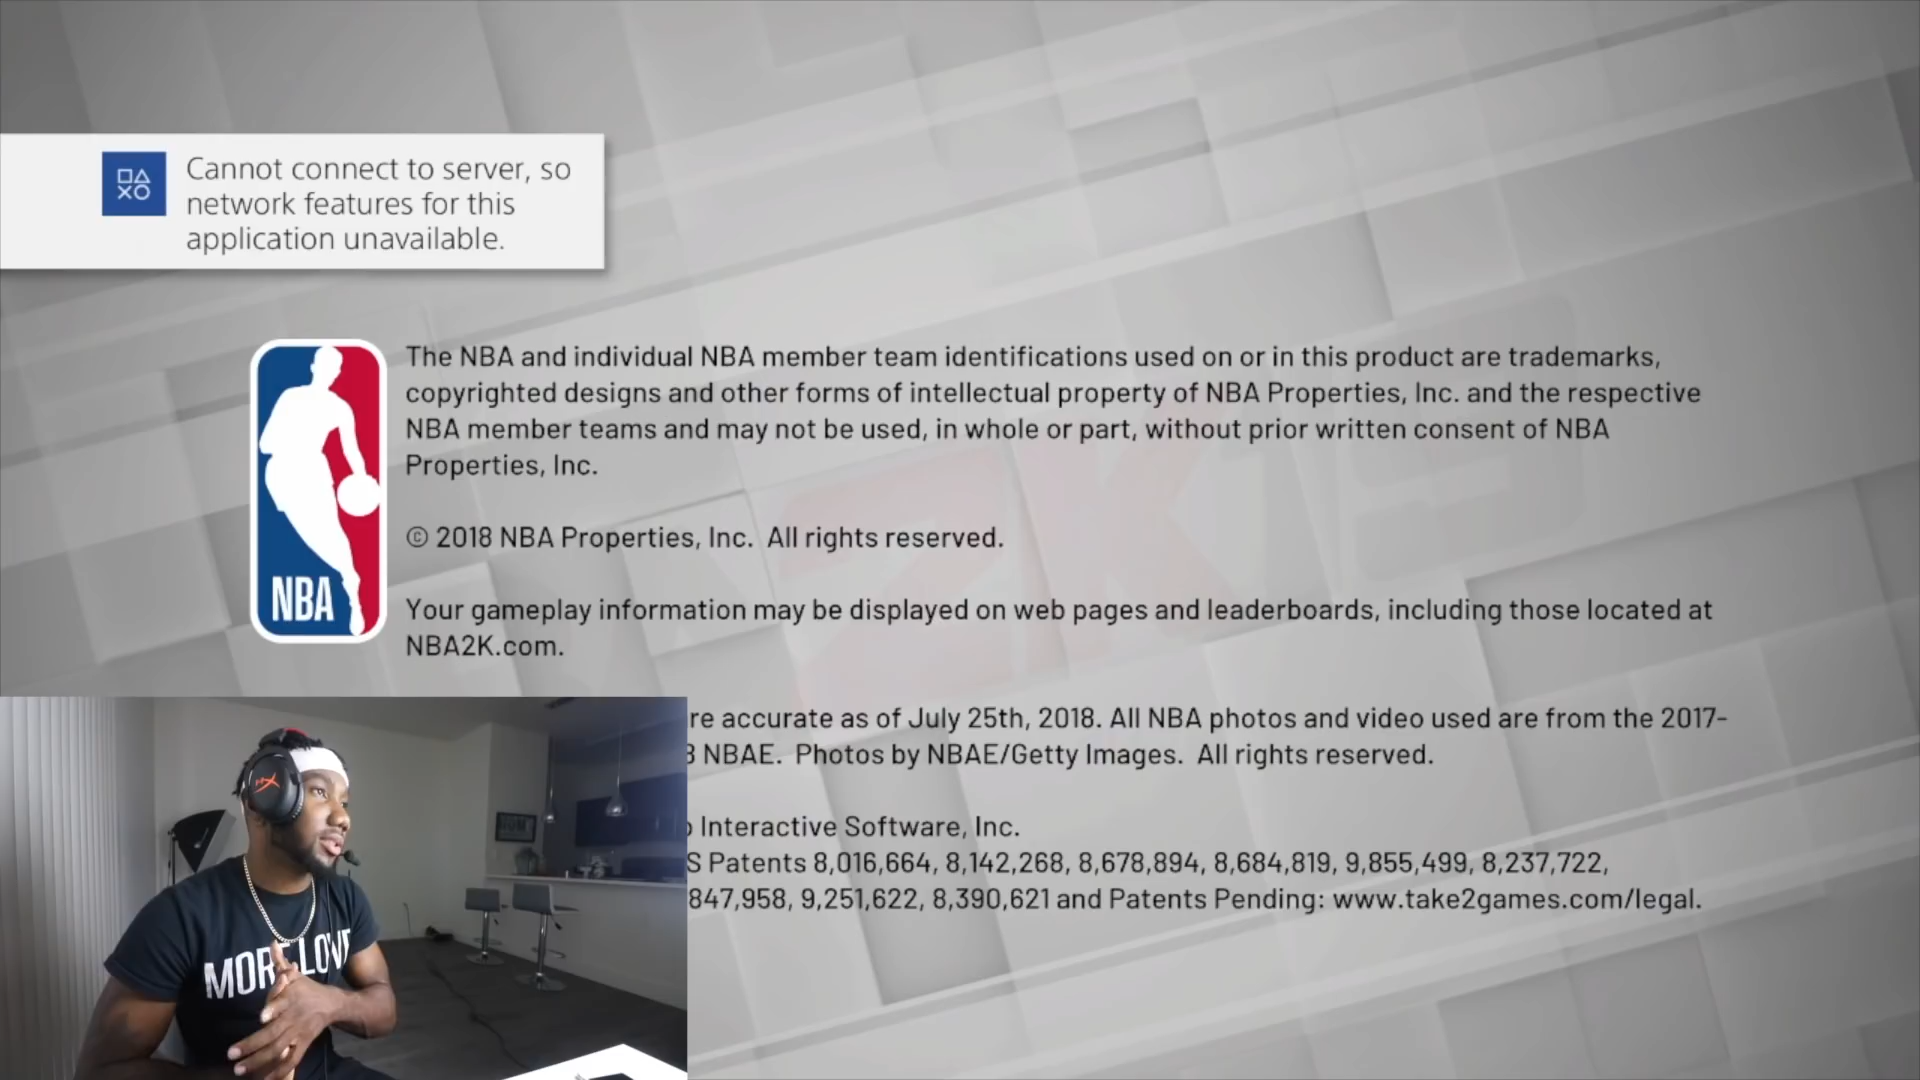 Cannot connect to server, so
network features for this
application unavailable.
The NBA and individual NBA member team identifications used on or in this product are trademarks,
copyrighted designs and other forms of intellectual property of NBA Properties, Inc. and the respective
NBA member teams and may not be used, in whole or part, without prior written consent of NBA
Properties, Inc.
© 2018 NBA Properties, Inc. All rights reserved.
NBA
Your gameplay information may be displayed on web pages and leaderboards, including those located at
NBA2K.com.
re accurate as of July 25th, 2018. All NBA photos and video used are from the 2017-
NBAE. Photos by NBAE/Getty Images. All rights reserved.
Interactive Software, Inc.
S Patents 8,016,664, 8,142,268, 8,678,894, 8,684,819, 9,855,499, 8,237,722,
847,958, 9,251,622, 8,390,621 and Patents Pending: www.take2games.com/legal.
MORE LOVE
2K19